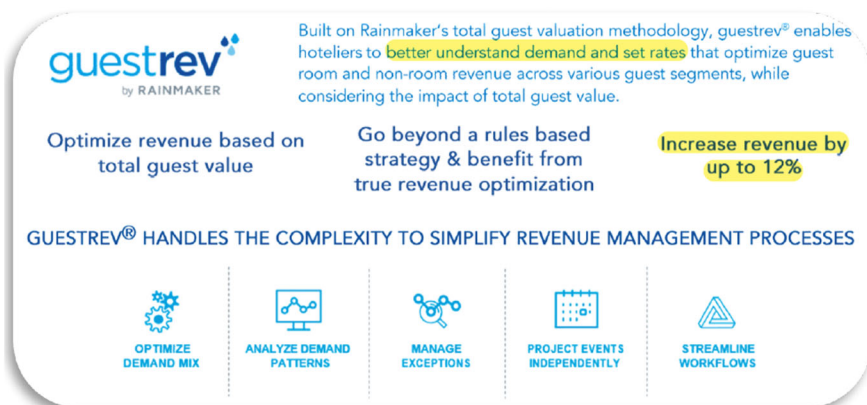 guestrev
by RAINMAKER
Built on Rainmaker's total guest valuation methodology, guestrev® enables
hoteliers to better understand demand and set rates that optimize guest
room and non-room revenue across various guest segments, while
considering the impact of total guest value.
Optimize revenue based on
total guest value
Go beyond a rules based
strategy & benefit from
true revenue optimization
Increase revenue by
up to 12%
GUESTREV® HANDLES THE COMPLEXITY TO SIMPLIFY REVENUE MANAGEMENT PROCESSES
OPTIMIZE
DEMAND MIX
ANALYZE DEMAND
PATTERNS
MANAGE
EXCEPTIONS
PROJECT EVENTS
INDEPENDENTLY
STREAMLINE
WORKFLOWS